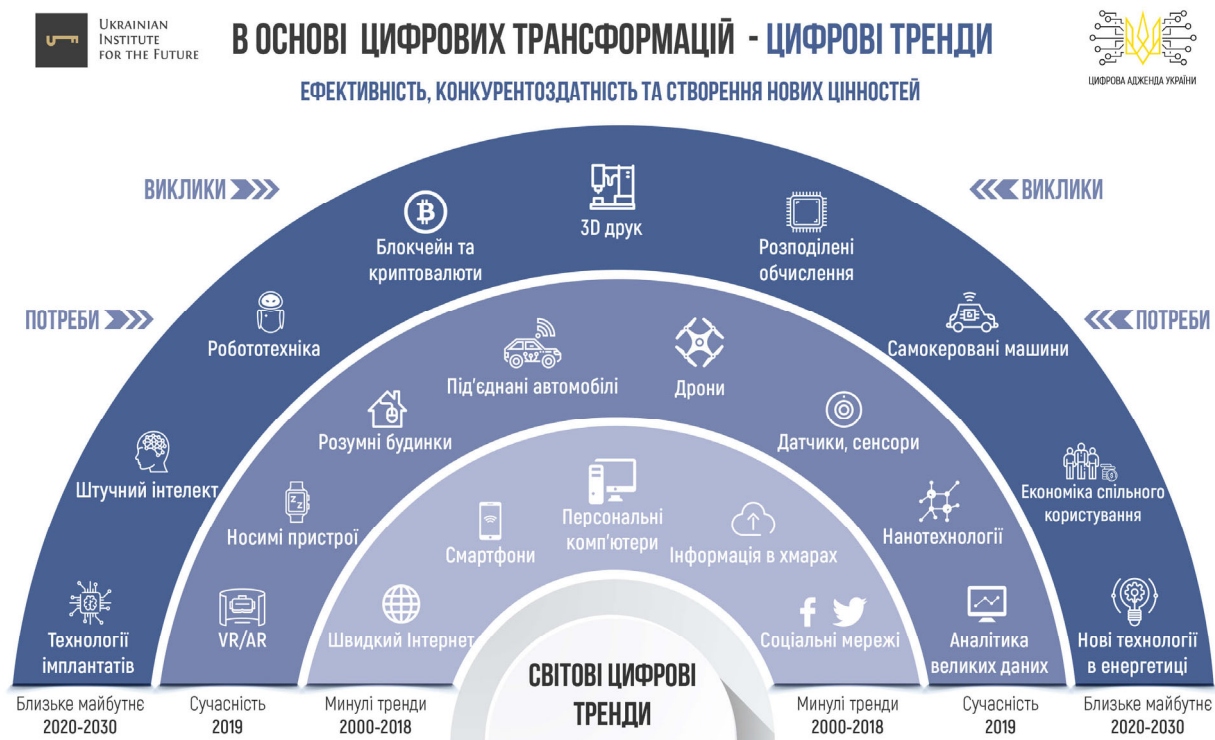 UKRAINIAN
INSTITUTE
FOR THE FUTURE
В ОСНОВІ ЦИФРОВИХ ТРАНСФОРМАЦІЙ - ЦИФРОВІ ТРЕНДИ
ЦИФРОВА АДЖЕНДА УКРАЇНИ
ЕФЕКТИВНІСТЬ, КОНКУРЕНТОЗДАТНІСТЬ ТА СТВОРЕННЯ НОВИХ ЦІННОСТЕЙ
ВИКЛИКИ
ВИКЛИКИ
ПОТРЕБИ
ПОТРЕБИ
Технології
імплантатів
Штучний інтелект
Робототехніка
Блокчейн та
криптовалюти
3D друк
Розподілені
обчислення
Самокеровані машини
Економіка спільного
користування
Нові технології
в енергетиці
VR/AR
Носимі пристрої
zz
Розумні будинки
Під'єднані автомобілі
Дрони
Датчики, сенсори
Нанотехнології
Аналітика
великих даних
Швидкий Інтернет
Смартфони
Персональні
комп'ютери
Інформація в хмарах
Соціальні мережі
СВІТОВІ ЦИФРОВІ
ТРЕНДИ
Близьке майбутнє
2020-2030
Сучасність
2019
Минулі тренди
2000-2018
Минулі тренди
2000-2018
Сучасність
2019
Близьке майбутнє
2020-2030